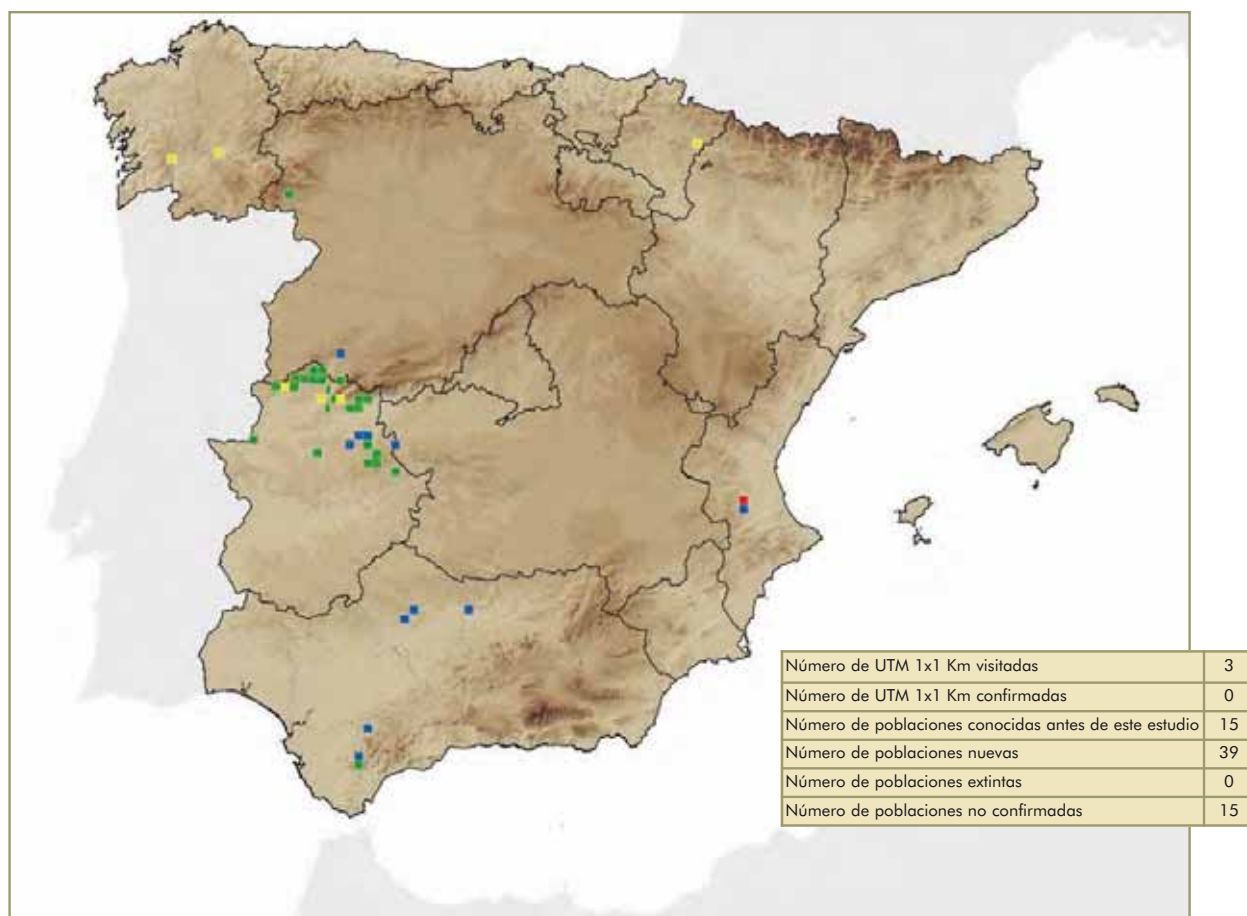 Número de UTM 1x1 Km visitadas 3
Número de UTM 1x1 Km confirmadas 0
Número de poblaciones conocidas antes de este estudio 15
Número de poblaciones nuevas 39
Número de poblaciones extintas 0
Número de poblaciones no confirmadas 15